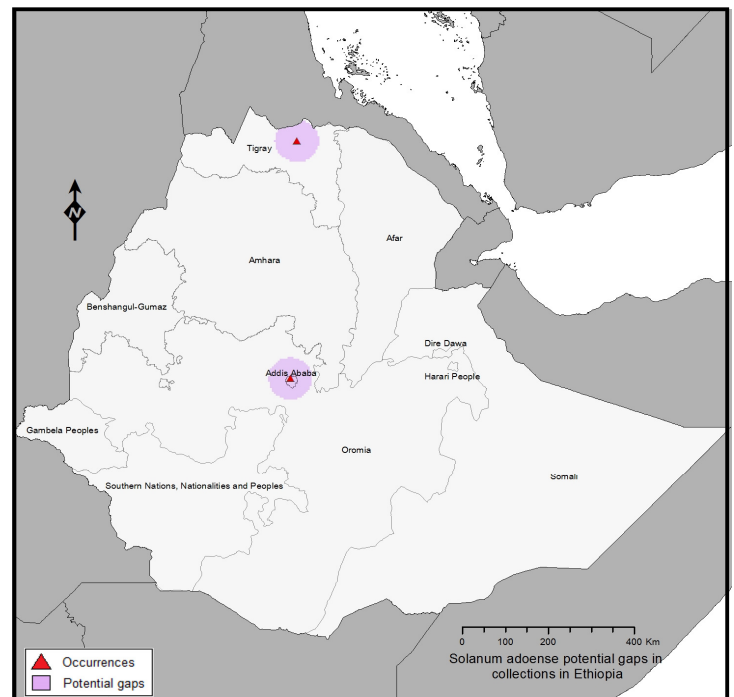 Tigray
Afar
Amhara
Benshangul-Gumaz
Dire Dawa
Addis Ababa
Harari People
Gambela Peoples
Oromia
Somali
Southern Nations, Nationalities and Peoples
N
0 100 200 400 Km
Solanum adoense potential gaps in
collections in Ethiopia
Occurrences
Potential gaps